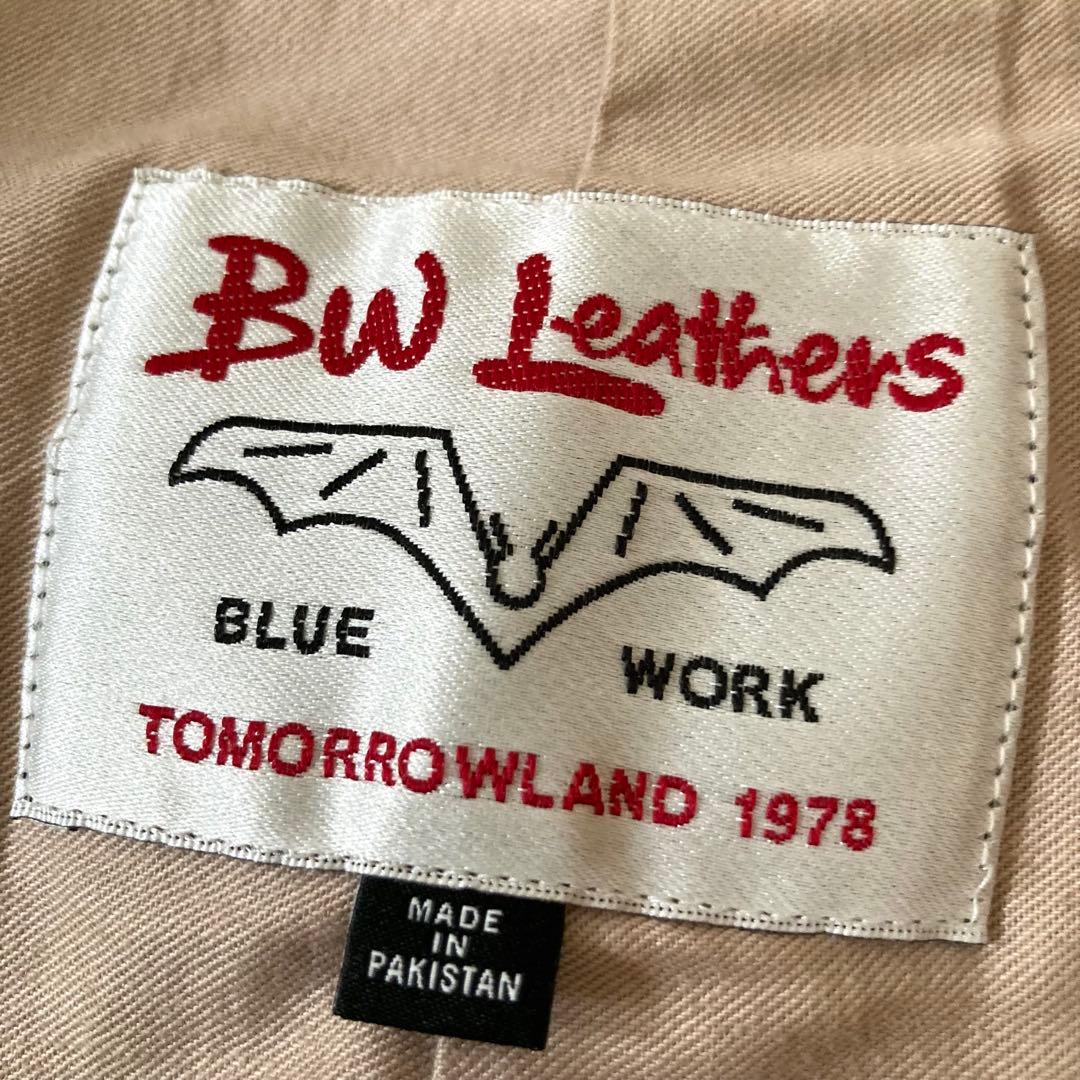 BW Leathers
BLUE WORK
TOMORROWLAND 1978
MADE
IN
PAKISTAN